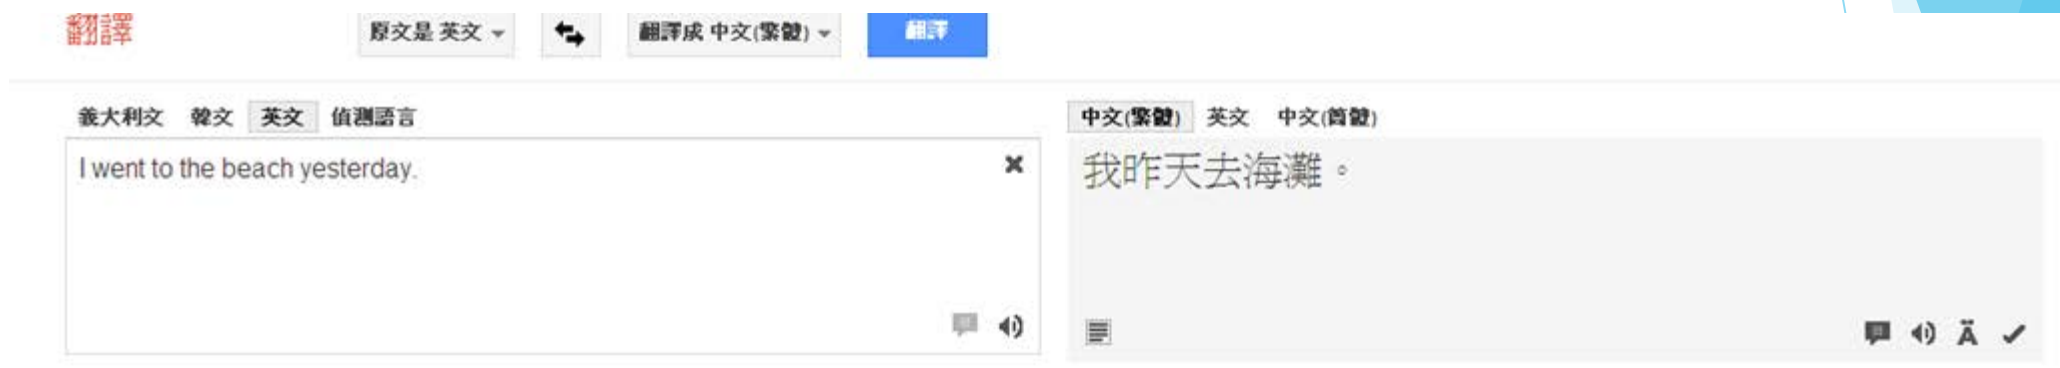 翻譯
原文是 英文
翻譯成 中文(繁體)
翻譯
義大利文 韓文 英文 偵測語言
I went to the beach yesterday.
中文(繁體) 英文 中文(簡體)
我昨天去海灘。
Ä